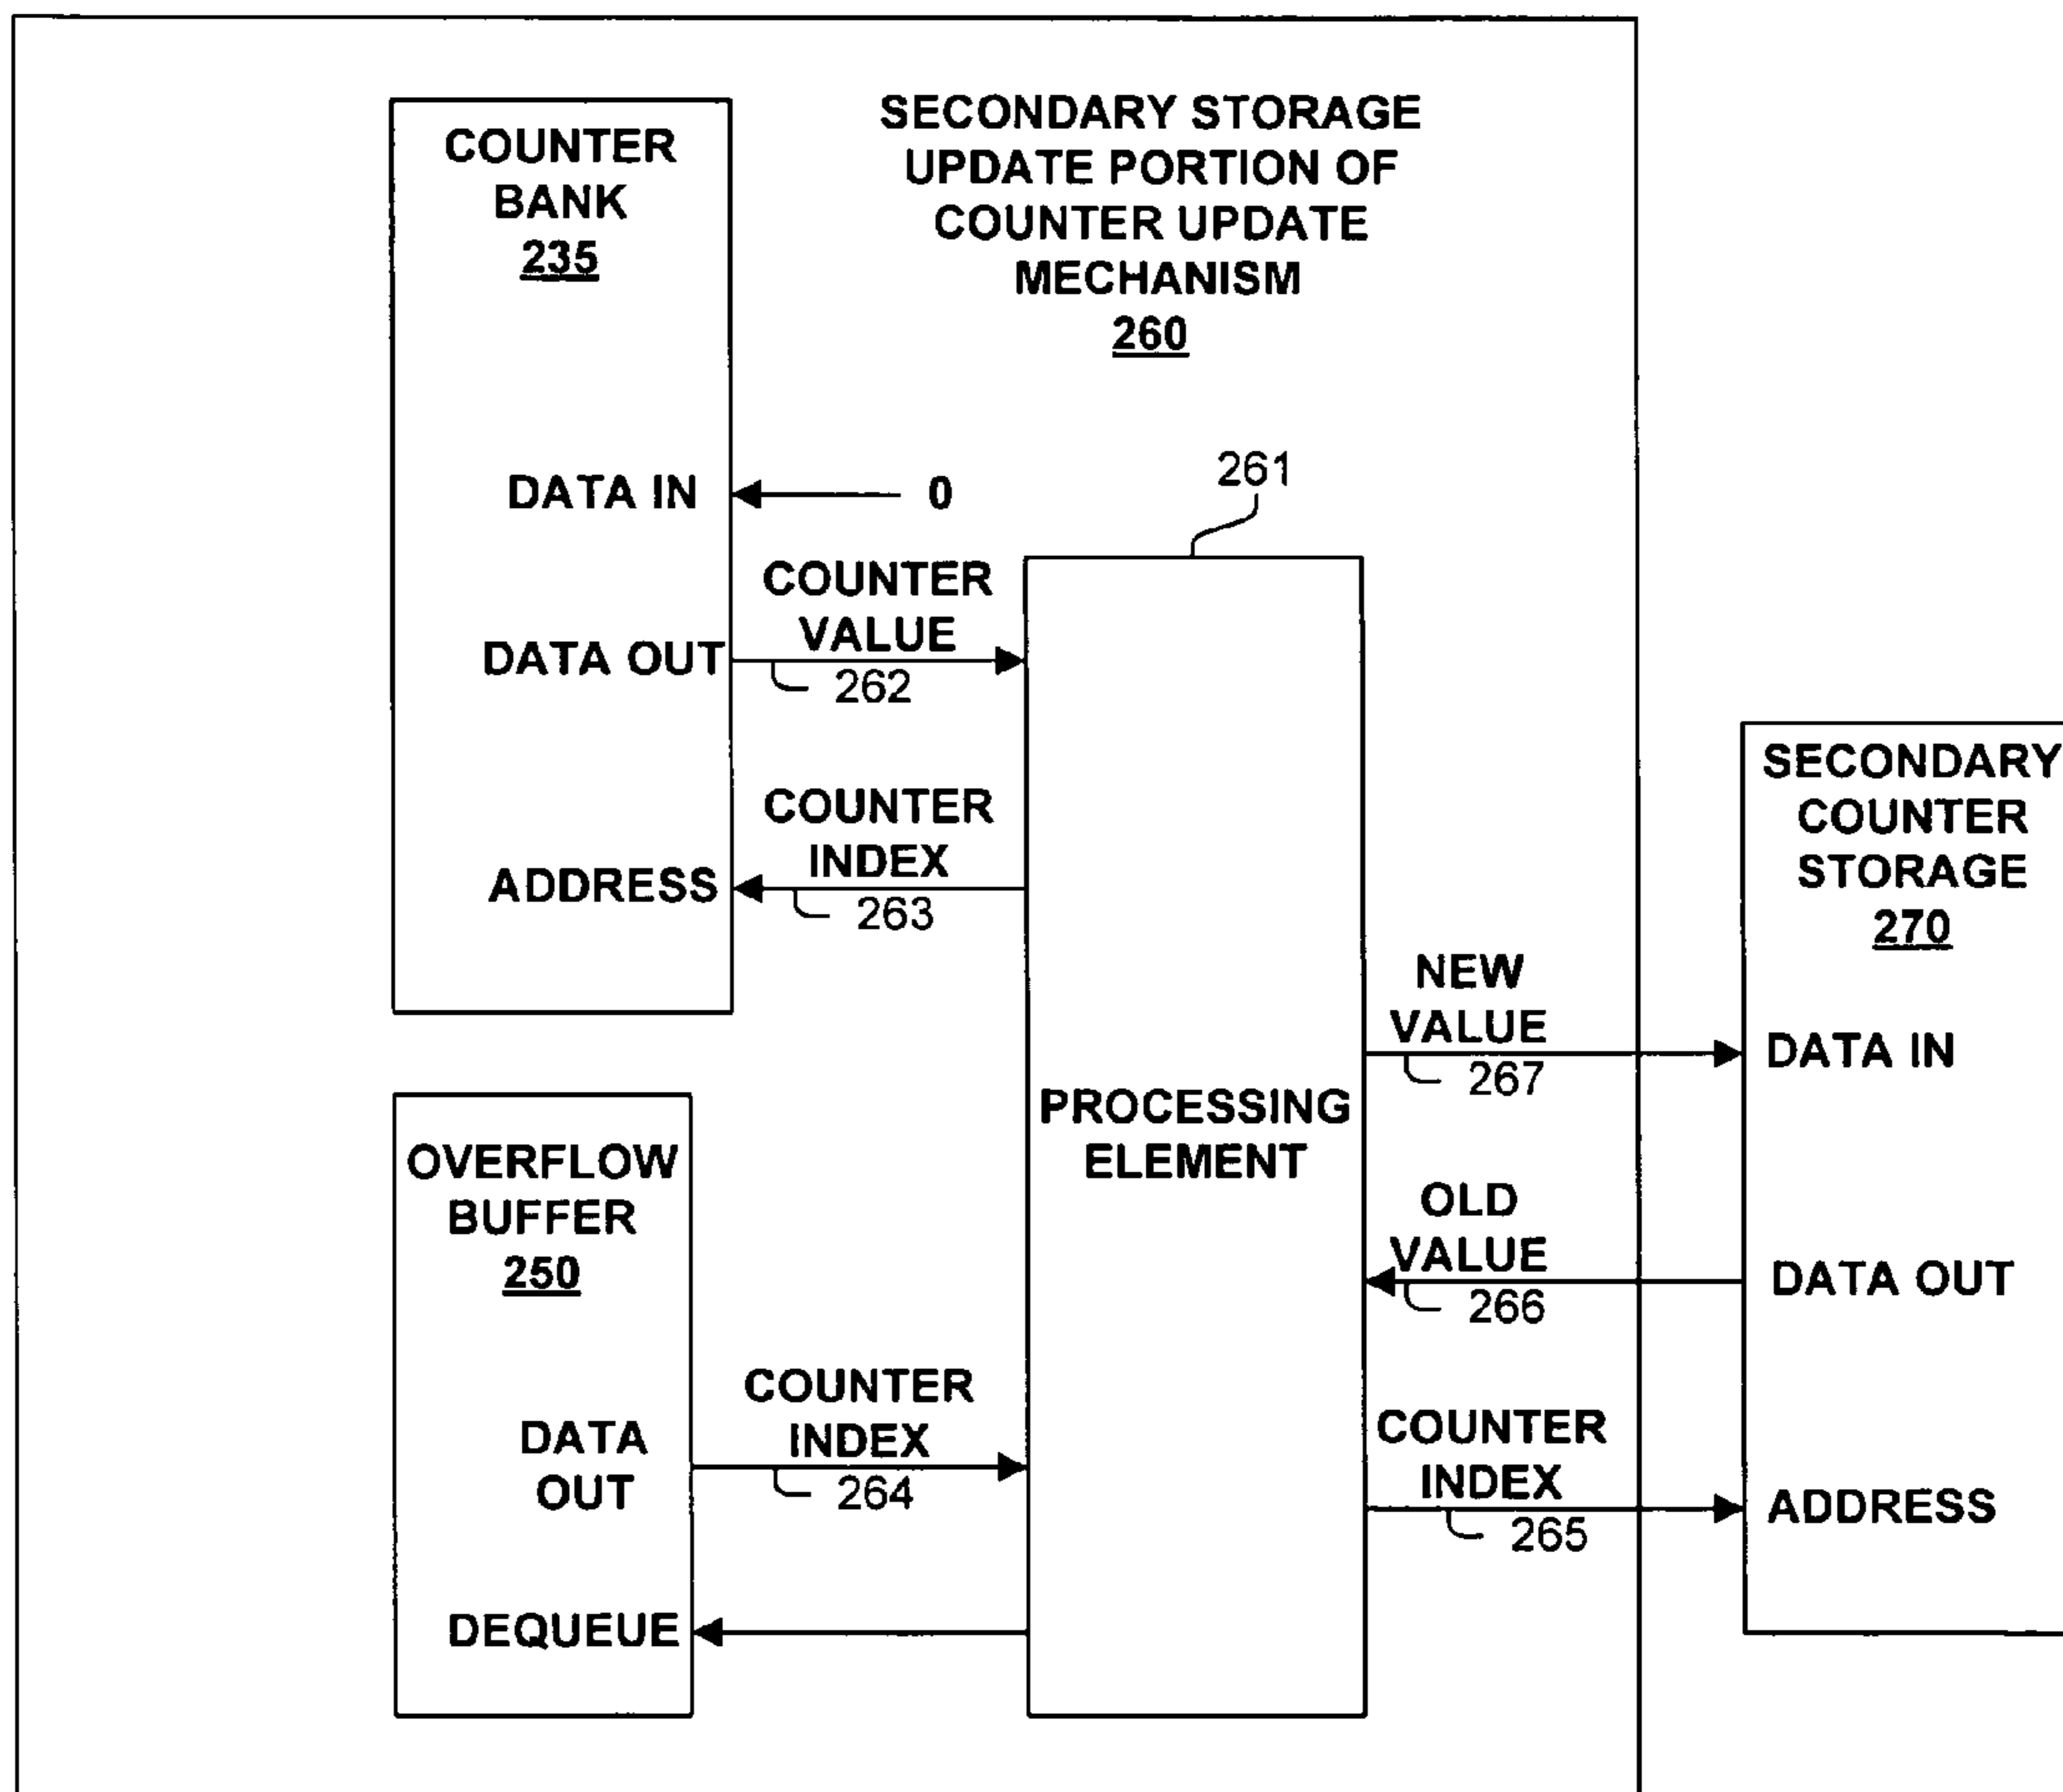 COUNTER
BANK
235
SECONDARY STORAGE
UPDATE PORTION OF
COUNTER UPDATE
MECHANISM
260
DATA IN
0
261
COUNTER
VALUE
DATA OUT
262
COUNTER
INDEX
ADDRESS
263
SECONDARY
COUNTER
STORAGE
270
NEW
VALUE
267
DATA IN
PROCESSING
ELEMENT
OVERFLOW
BUFFER
250
OLD
VALUE
266
DATA OUT
COUNTER
INDEX
DATA
OUT
264
COUNTER
INDEX
265
ADDRESS
DEQUEUE